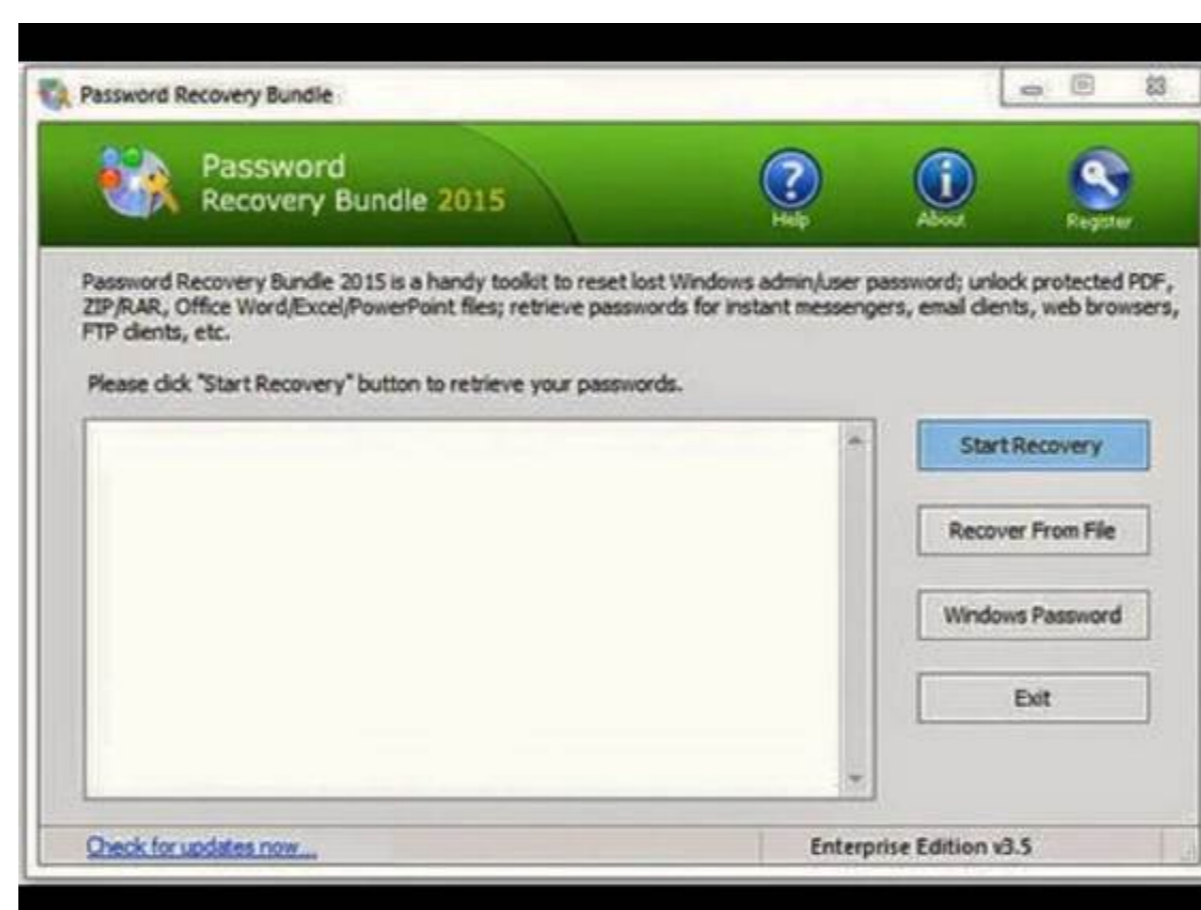 Password Recovery Bundle
Password
Recovery Bundle 2015
Help
About
Register
Password Recovery Bundle 2015 is a handy toolkit to reset lost Windows admin/user password; unlock protected PDF,
ZIP/RAR, Office Word/Excel/PowerPoint files; retrieve passwords for instant messengers, email clients, web browsers,
FTP clients, etc.
Please click "Start Recovery" button to retrieve your passwords.
Start Recovery
Recover From File
Windows Password
Exit
Check for updates now...
Enterprise Edition v3.5